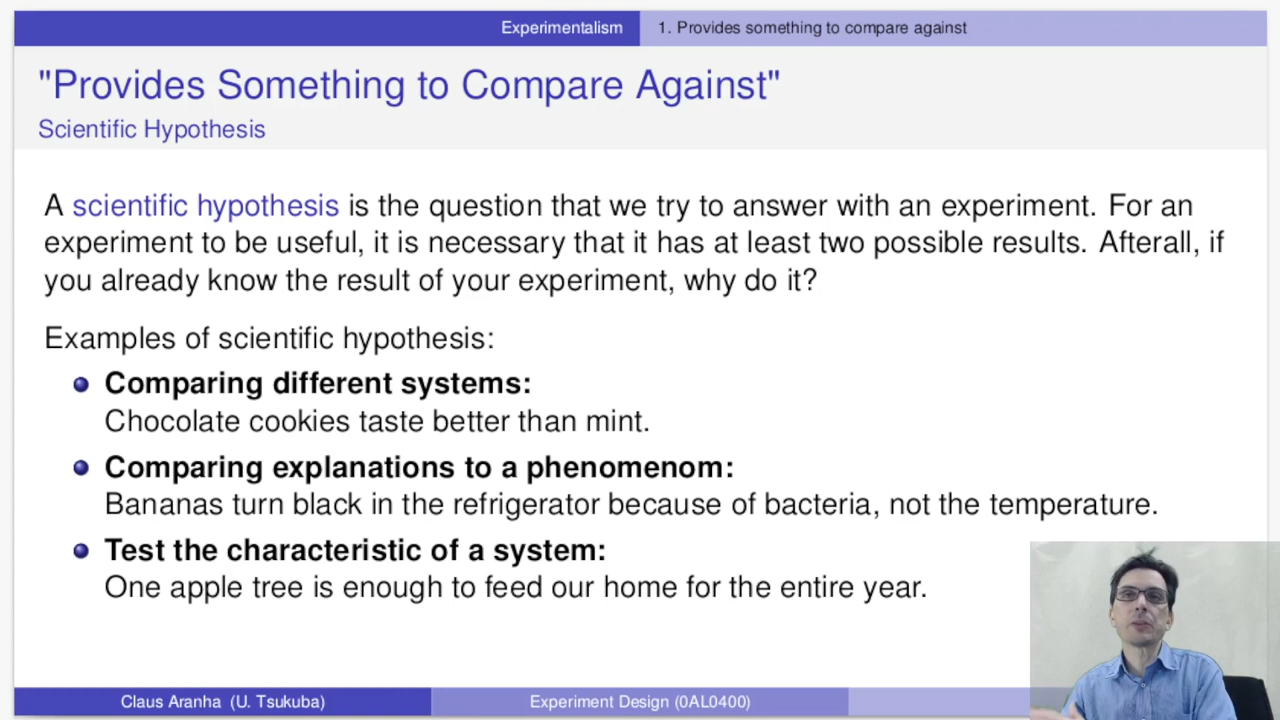 Experimentalism
1. Provides something to compare against
"Provides Something to Compare Against"
Scientific Hypothesis
A scientific hypothesis is the question that we try to answer with an experiment. For an
experiment to be useful, it is necessary that it has at least two possible results. Afterall, if
you already know the result of your experiment, why do it?
Examples of scientific hypothesis:
Comparing different systems:
Chocolate cookies taste better than mint.
Comparing explanations to a phenomenom:
Bananas turn black in the refrigerator because of bacteria, not the temperature.
Test the characteristic of a system:
One apple tree is enough to feed our home for the entire year.
Claus Aranha (U. Tsukuba)
Experiment Design (0AL0400)